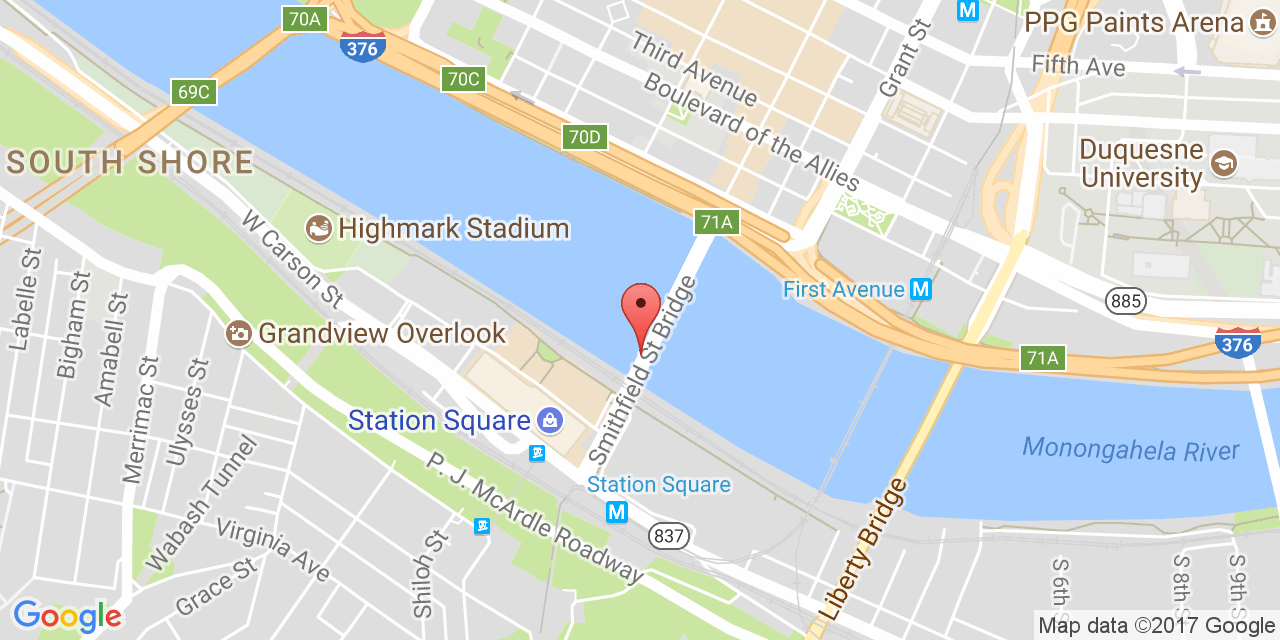 70A
M
PPG Paints Arena
376
Third Avenue
Grant St
Fifth Ave
69C
70C
Boulevard of the Allies
70D
SOUTH SHORE
Duquesne
University
W Carson St
Highmark Stadium
71A
Labelle St
Bigham St
Amabell St
First Avenue M
885
Grandview Overlook
Smithfield St Bridge
376
71A
Merrimac St
Ulysses St
Station Square
Monongahela River
Wabash Tunnel
P. J. McArdle Roadway
Station Square
M
837
Liberty Bridge
Virginia Ave
Grace St
Shiloh St
S 6th St
S 8th St
S 9th St
Google
Map data ©2017 Google